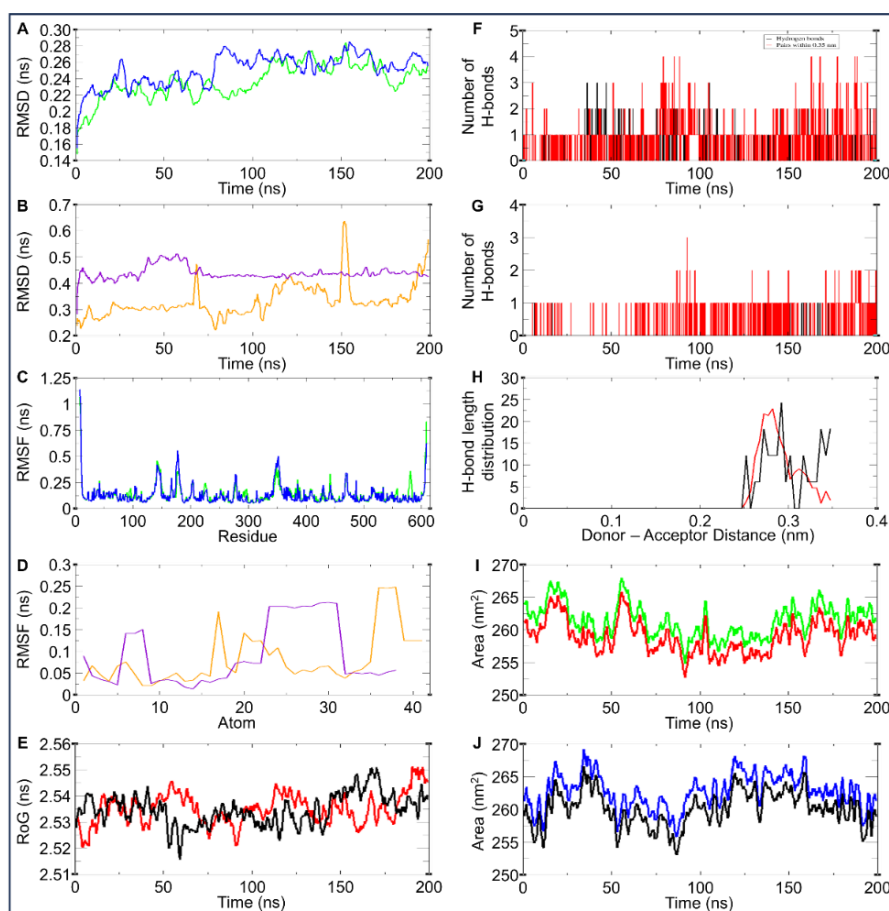 A
RMSD (ns)
0.30
0.28
0.26
0.24
0.22
0.2
0.18
0.16
0.14
0 50 100 150 200
Time (ns)
B
RMSD (ns)
0.7
0.6
0.5
0.4
0.3
0.2
0 50 100 150 200
Time (ns)
C
RMSF (ns)
1.25
1
0.75
0.5
0.25
0
0 100 200 300 400 500 600
Residue
D
RMSF (ns)
0.3
0.25
0.2
0.15
0.1
0.05
0
0 10 20 30 40
Atom
E
RoG (ns)
2.56
2.55
2.54
2.53
2.51
2.51
0 50 100 150 200
Time (ns)
F
Number of
H-bonds
5
4
3
2
1
0
Hydrogen bonds
Pairs within 0.35 nm
0 50 100 150 200
Time (ns)
G
Number of
H-bonds
4
3
2
1
0
0 50 100 150 200
Time (ns)
H
H-bond length
distribution
30
25
20
15
10
5
0
0 0.1 0.2 0.3 0.4
Donor – Acceptor Distance (nm)
I
Area (nm²)
270
265
260
255
250
0 50 100 150 200
Time (ns)
J
Area (nm²)
270
265
260
255
250
0 50 100 150 200
Time (ns)